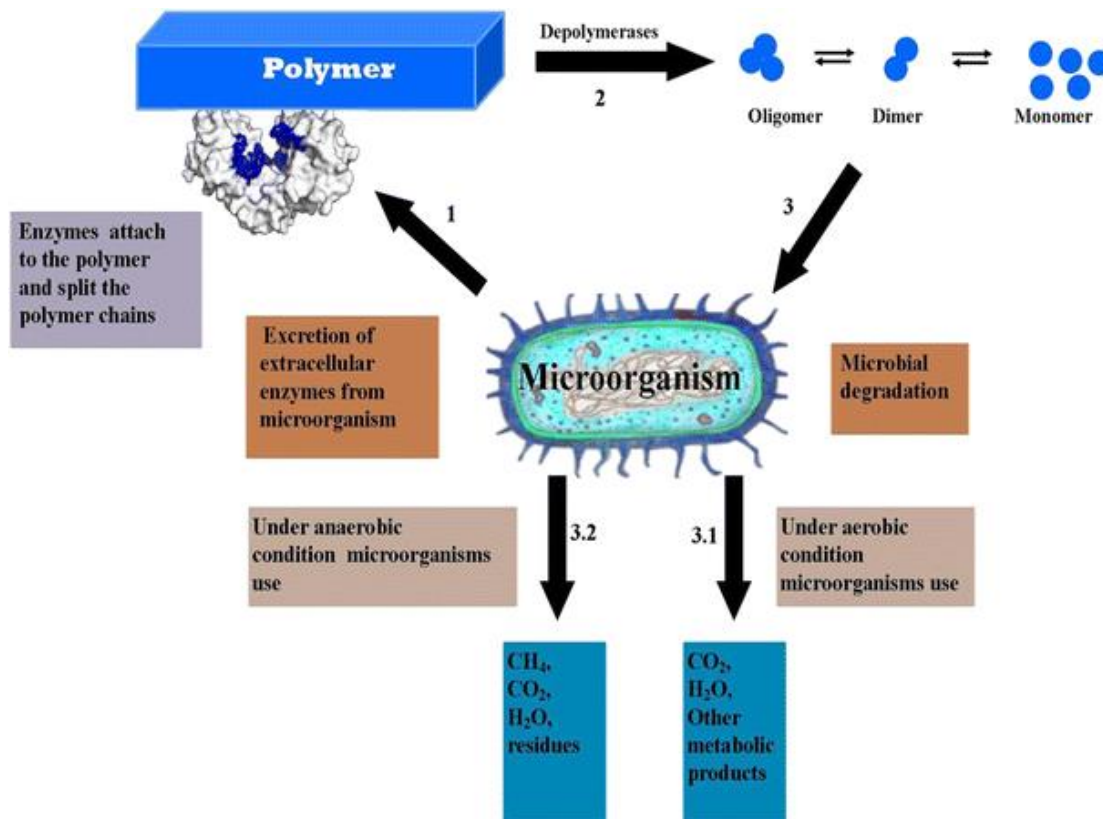 Polymer
Depolymerases
2
Oligomer
Dimer
Monomer
1
3
Enzymes attach
to the polymer
and split the
polymer chains
Excretion of
extracellular
enzymes from
microorganism
Microorganism
Microbial
degradation
Under anaerobic
condition microorganisms
use
3.2
3.1
Under aerobic
condition
microorganisms use
CH₄,
CO₂,
H₂O,
residues
CO₂,
H₂O,
Other
metabolic
products